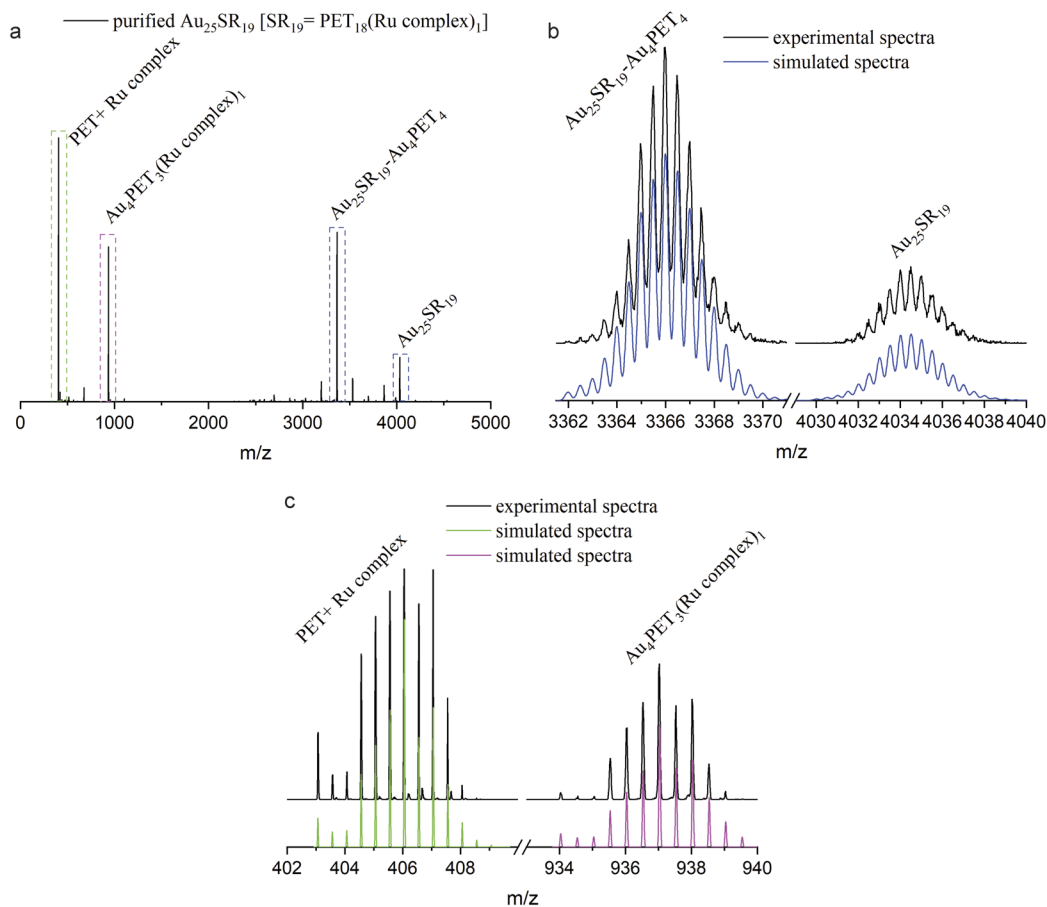 a
purified Au₂₅SR₁₉ [SR₁₉= PET₁₈(Ru complex)₁]
PET+ Ru complex
Au₄PET₃(Ru complex)₁
Au₂₅SR₁₉-Au₄PET₄
Au₂₅SR₁₉
0 1000 2000 3000 4000 5000
m/z
b
experimental spectra
simulated spectra
Au₂₅SR₁₉-Au₄PET₄
Au₂₅SR₁₉
3362 3364 3366 3368 3370 4030 4032 4034 4036 4038 4040
m/z
c
experimental spectra
simulated spectra
simulated spectra
PET+ Ru complex
Au₄PET₃(Ru complex)₁
402 404 406 408 934 936 938 940
m/z